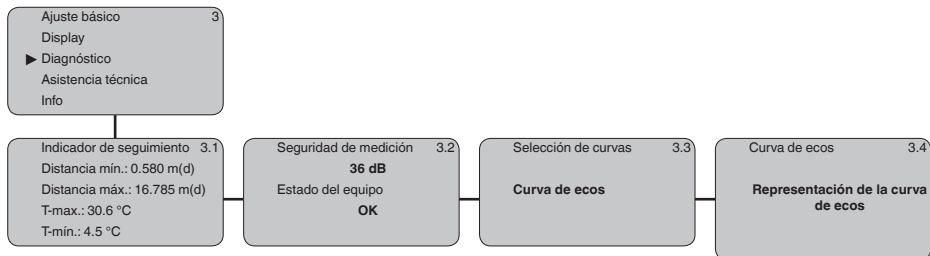 Ajuste básico 3
Display
▶ Diagnóstico
Asistencia técnica
Info
Indicador de seguimiento 3.1
Distancia mín.: 0.580 m(d)
Distancia máx.: 16.785 m(d)
T-max.: 30.6 °C
T-mín.: 4.5 °C
Seguridad de medición 3.2
36 dB
Estado del equipo
OK
Selección de curvas 3.3
Curva de ecos
Curva de ecos 3.4
Representación de la curva
de ecos